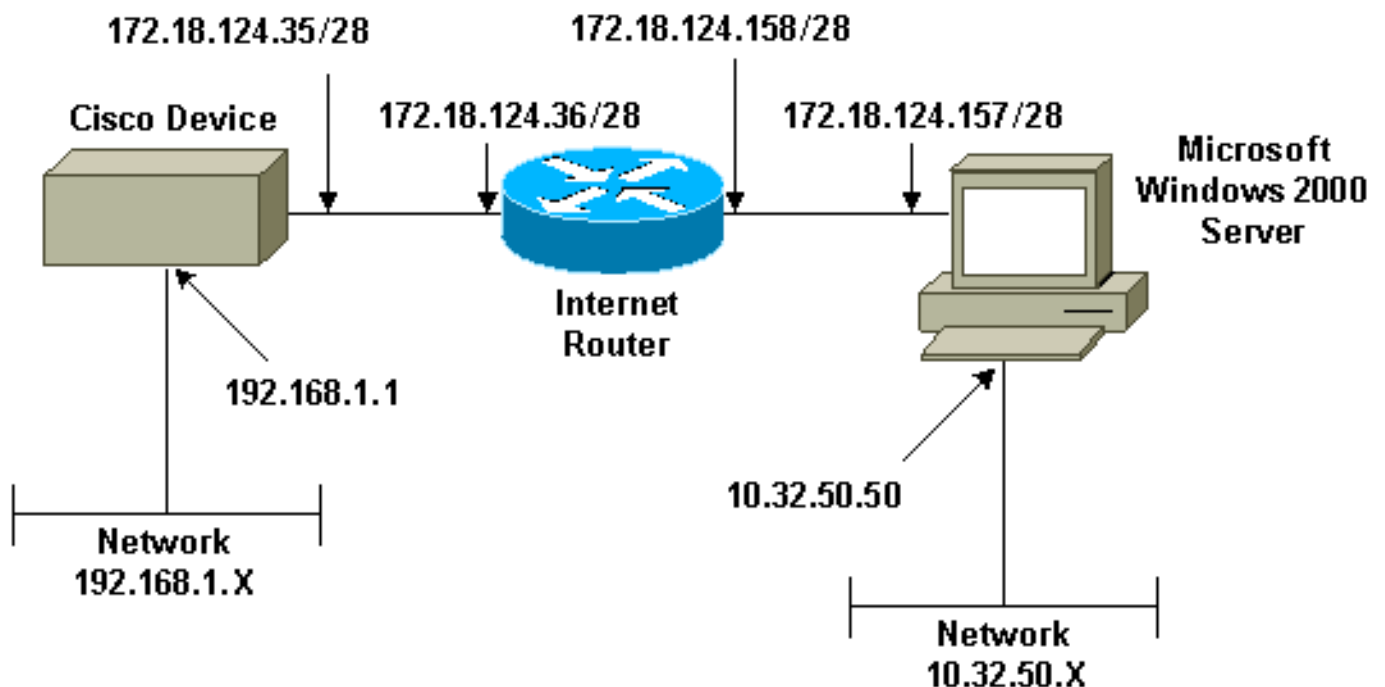 172.18.124.35/28
172.18.124.158/28
Cisco Device
172.18.124.36/28
172.18.124.157/28
Microsoft
Windows 2000
Server
Internet
Router
192.168.1.1
10.32.50.50
Network
192.168.1.X
Network
10.32.50.X